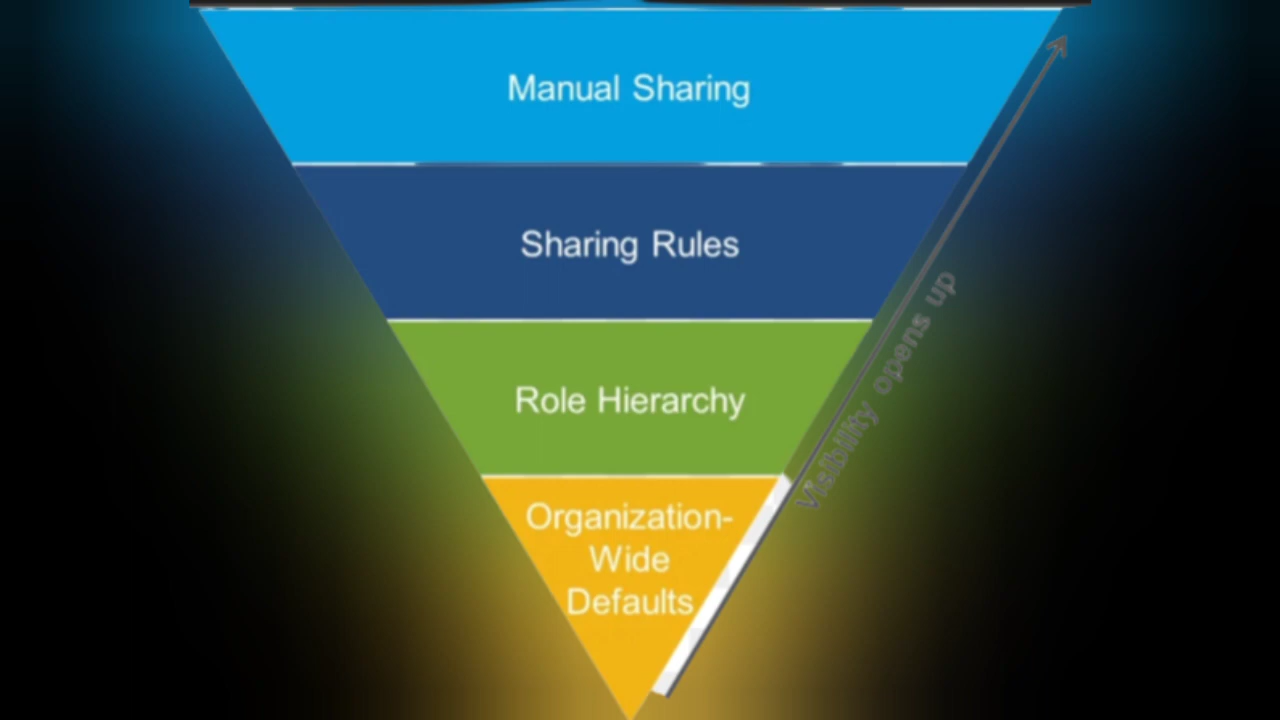 Manual Sharing
Sharing Rules
Role Hierarchy
Organization-
Wide
Defaults
Visibility opens up